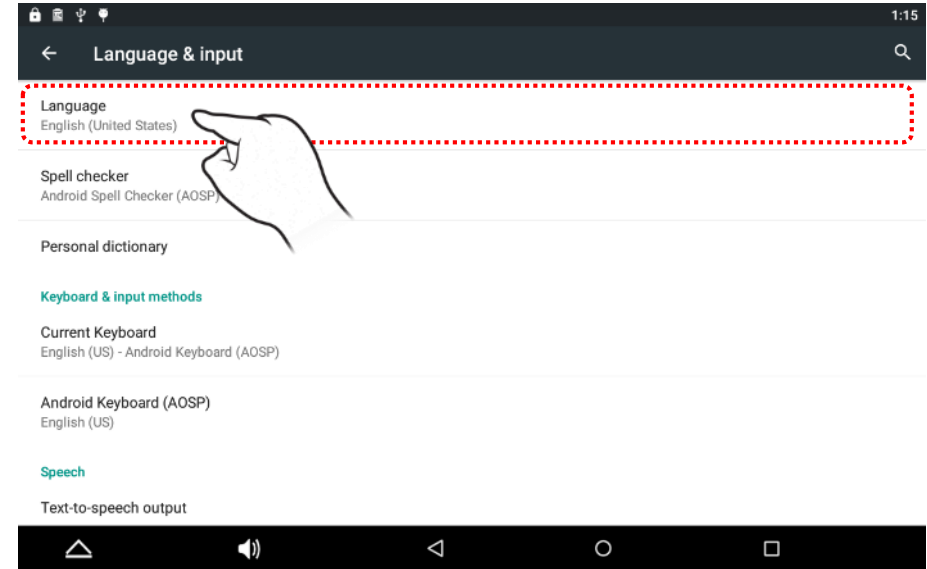 1:15
Language & input
Language
English (United States)
Spell checker
Android Spell Checker (AOSP)
Personal dictionary
Keyboard & input methods
Current Keyboard
English (US) - Android Keyboard (AOSP)
Android Keyboard (AOSP)
English (US)
Speech
Text-to-speech output